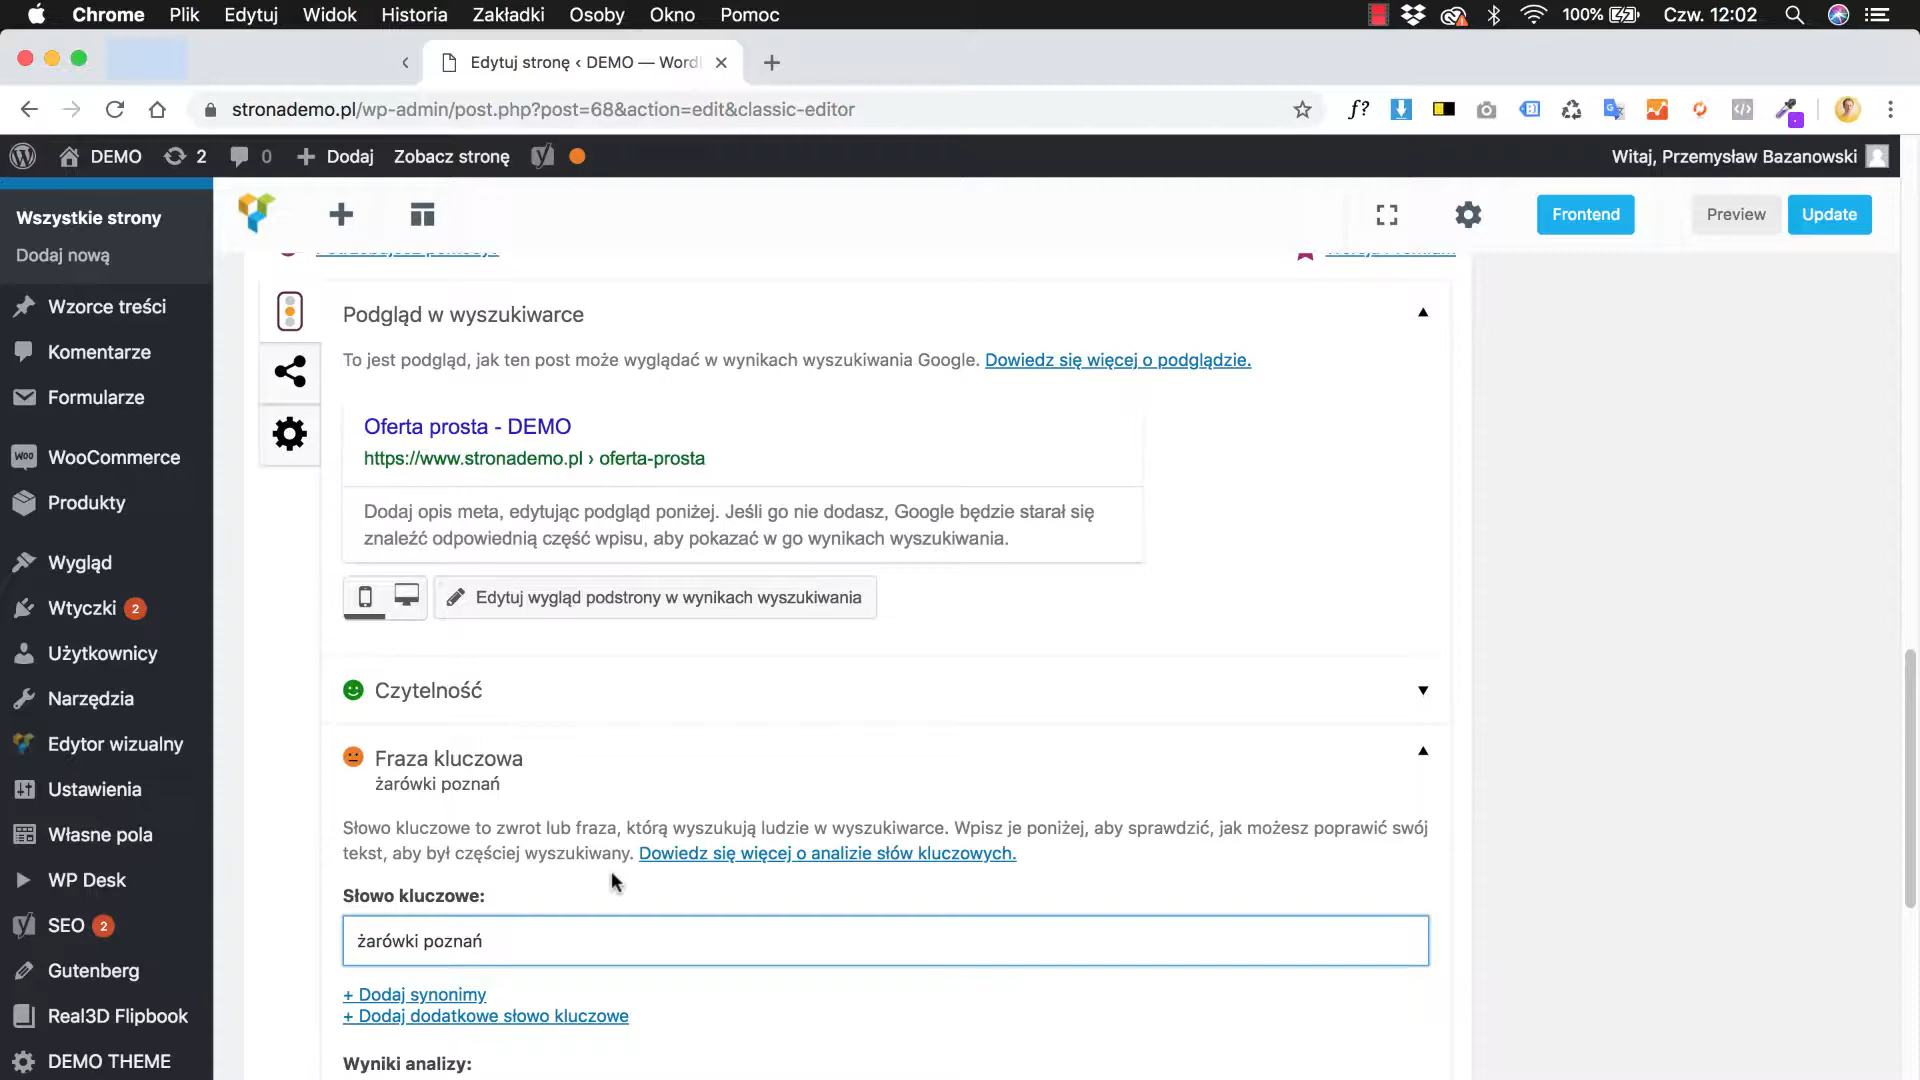 Chrome Plik Edytuj Widok Historia Zakładki Osoby Okno Pomoc 100% Czw. 12:02
Edytuj stronę ‹ DEMO — Word
stronademo.pl/wp-admin/post.php?post=68&action=edit&classic-editor
DEMO 2 0 Dodaj Zobacz stronę Witaj, Przemysław Bazanowski
Wszystkie strony
Dodaj nową
Wzorce treści
Komentarze
Formularze
WooCommerce
Produkty
Wygląd
Wtyczki 2
Użytkownicy
Narzędzia
Edytor wizualny
Ustawienia
Własne pola
WP Desk
SEO 2
Gutenberg
Real3D Flipbook
DEMO THEME
Frontend Preview Update
Podgląd w wyszukiwarce
To jest podgląd, jak ten post może wyglądać w wynikach wyszukiwania Google. Dowiedz się więcej o podglądzie.
Oferta prosta - DEMO
https://www.stronademo.pl › oferta-prosta
Dodaj opis meta, edytując podgląd poniżej. Jeśli go nie dodasz, Google będzie starał się
znaleźć odpowiednią część wpisu, aby pokazać w go wynikach wyszukiwania.
Edytuj wygląd podstrony w wynikach wyszukiwania
Czytelność
Fraza kluczowa
żarówki poznań
Słowo kluczowe to zwrot lub fraza, którą wyszukują ludzie w wyszukiwarce. Wpisz je poniżej, aby sprawdzić, jak możesz poprawić swój
tekst, aby był częściej wyszukiwany. Dowiedz się więcej o analizie słów kluczowych.
Słowo kluczowe:
żarówki poznań
+ Dodaj synonimy
+ Dodaj dodatkowe słowo kluczowe
Wyniki analizy: